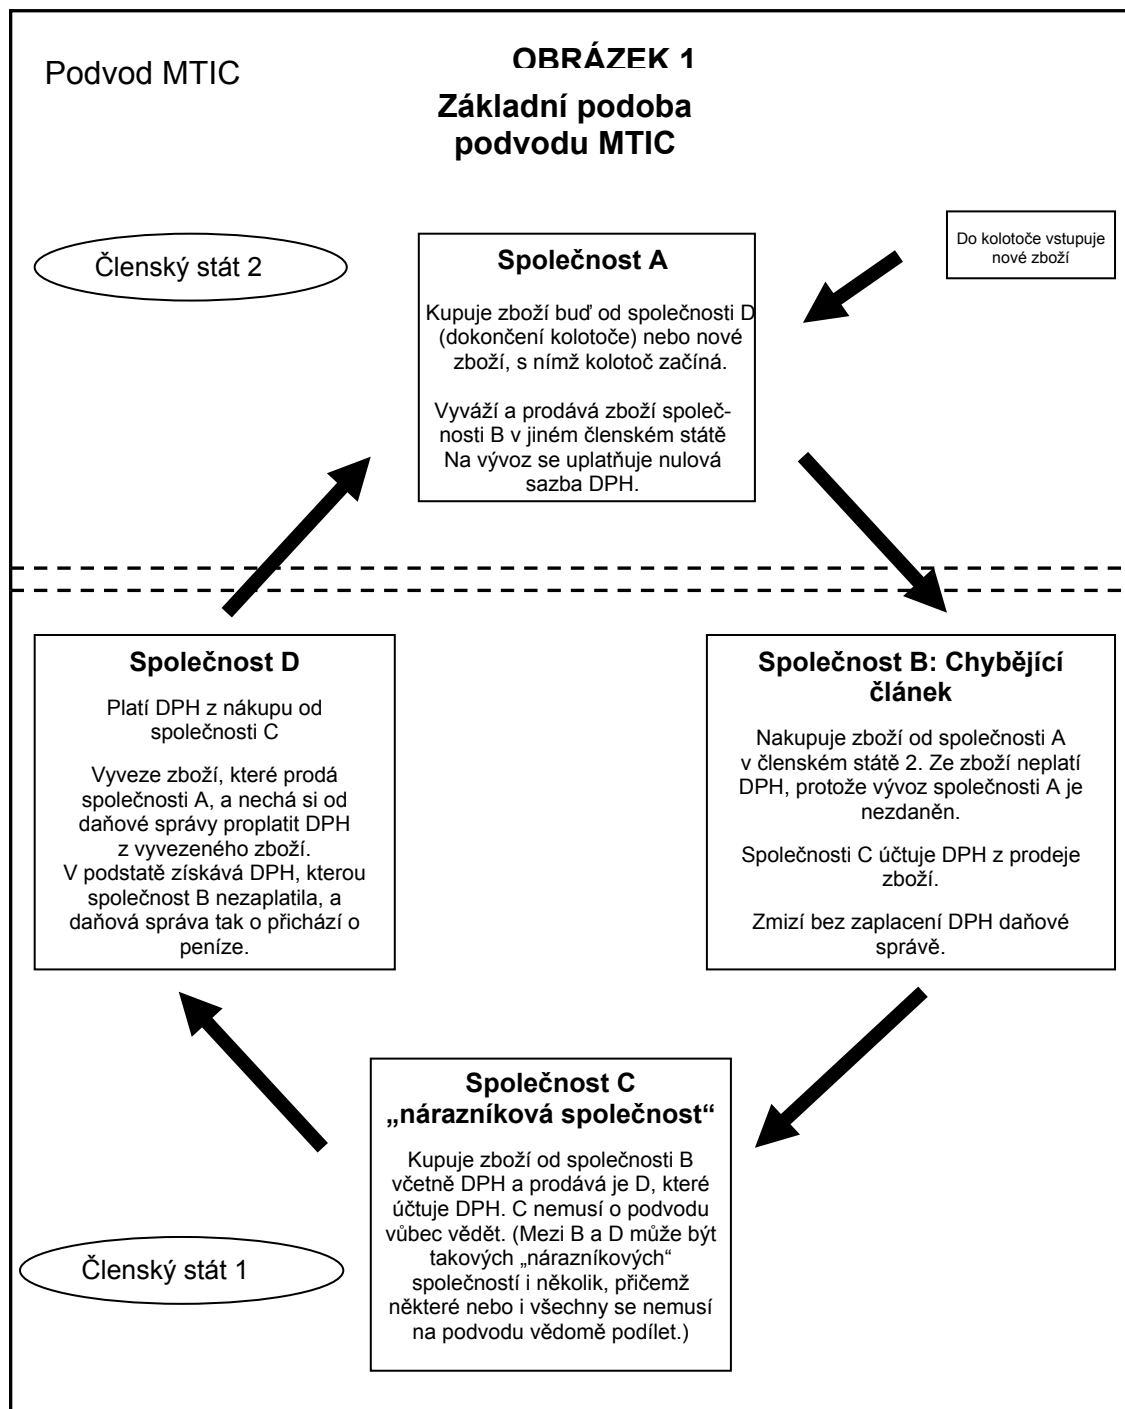 Podvod MTIC
OBRÁZEK 1
Základní podoba
podvodu MTIC
Členský stát 2
Společnost A
Kupuje zboží buď od společnosti D
(dokončení kolotoče) nebo nové
zboží, s nímž kolotoč začíná.
Vyváží a prodává zboží společ-
nosti B v jiném členském státě
Na vývoz se uplatňuje nulová
sazba DPH.
Do kolotoče vstupuje
nové zboží
Společnost D
Platí DPH z nákupu od
společnosti C
Vyveze zboží, které prodá
společnosti A, a nechá si od
daňové správy proplatit DPH
z vyvezeného zboží.
V podstatě získává DPH, kterou
společnost B nezaplatila, a
daňová správa tak o přichází o
peníze.
Společnost B: Chybějící
článek
Nakupuje zboží od společnosti A
v členském státě 2. Ze zboží neplatí
DPH, protože vývoz společnosti A je
nezdaněn.
Společnosti C účtuje DPH z prodeje
zboží.
Zmizí bez zaplacení DPH daňové
správě.
Společnost C
„nárazníková společnost“
Kupuje zboží od společnosti B
včetně DPH a prodává je D, které
účtuje DPH. C nemusí o podvodu
vůbec vědět. (Mezi B a D může být
takových „nárazníkových“
společností i několik, přičemž
některé nebo i všechny se nemusí
na podvodu vědomě podílet.)
Členský stát 1